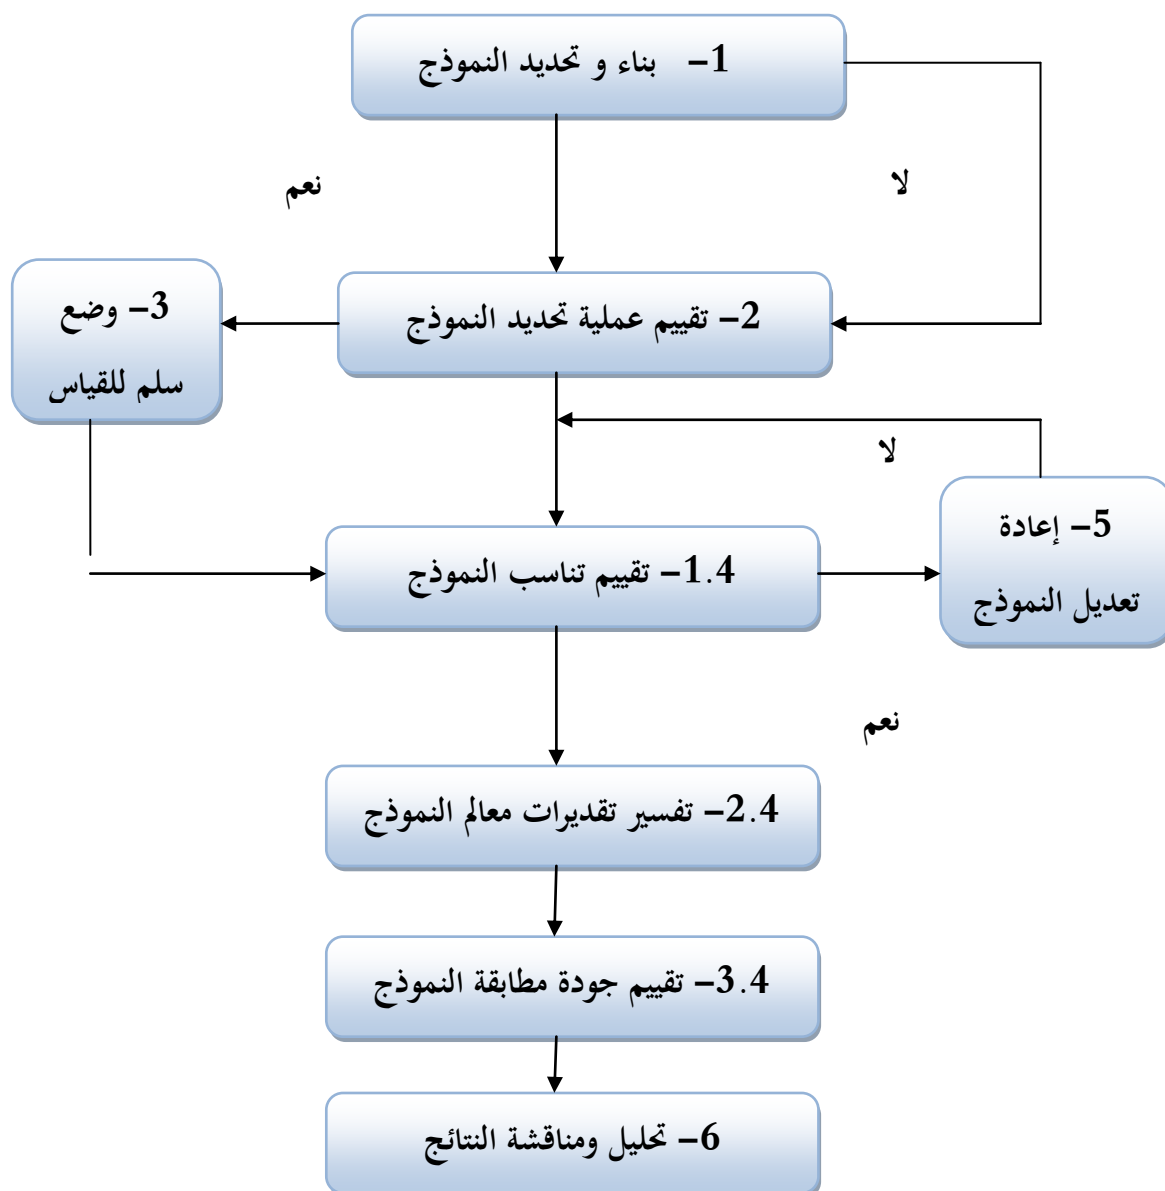 1– بناء و تحديد النموذج
نعم
لا
2– تقييم عملية تحديد النموذج
3– وضع
سلم للقياس
لا
1.4– تقييم تناسب النموذج
5– إعادة
تعديل النموذج
نعم
2.4– تفسير تقديرات معالم النموذج
3.4– تقييم جودة مطابقة النموذج
6– تحليل ومناقشة النتائج